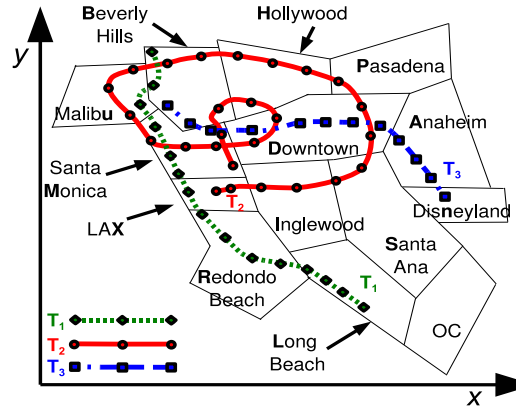 Beverly
Hills
Hollywood
y
Pasadena
Malibu
Anaheim
Downtown
Santa
Monica
T3
T2
Disneyland
LAX
Inglewood
Santa
Ana
Redondo
Beach
T1
T1
OC
T2
Long
Beach
T3
x